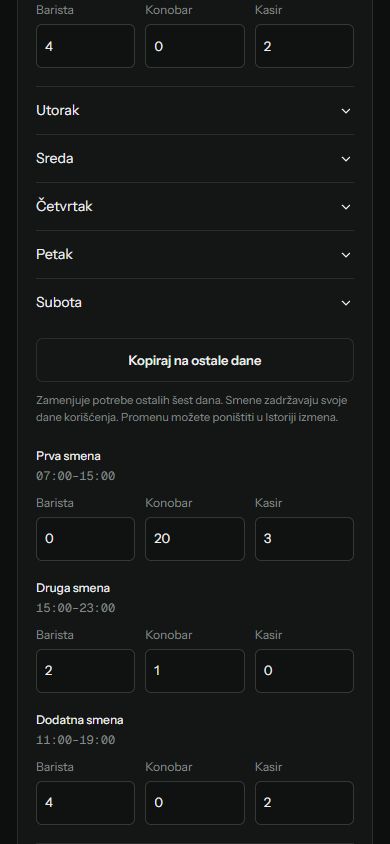 Barista Konobar Kasir
4 0 2
Utorak
Sreda
Četvrtak
Petak
Subota
Kopiraj na ostale dane
Zamenjuje potrebe ostalih šest dana. Smene zadržavaju svoje
dane korišćenja. Promenu možete poništiti u Istoriji izmena.
Prva smena
07:00–15:00
Barista Konobar Kasir
0 20 3
Druga smena
15:00–23:00
Barista Konobar Kasir
2 1 0
Dodatna smena
11:00–19:00
Barista Konobar Kasir
4 0 2